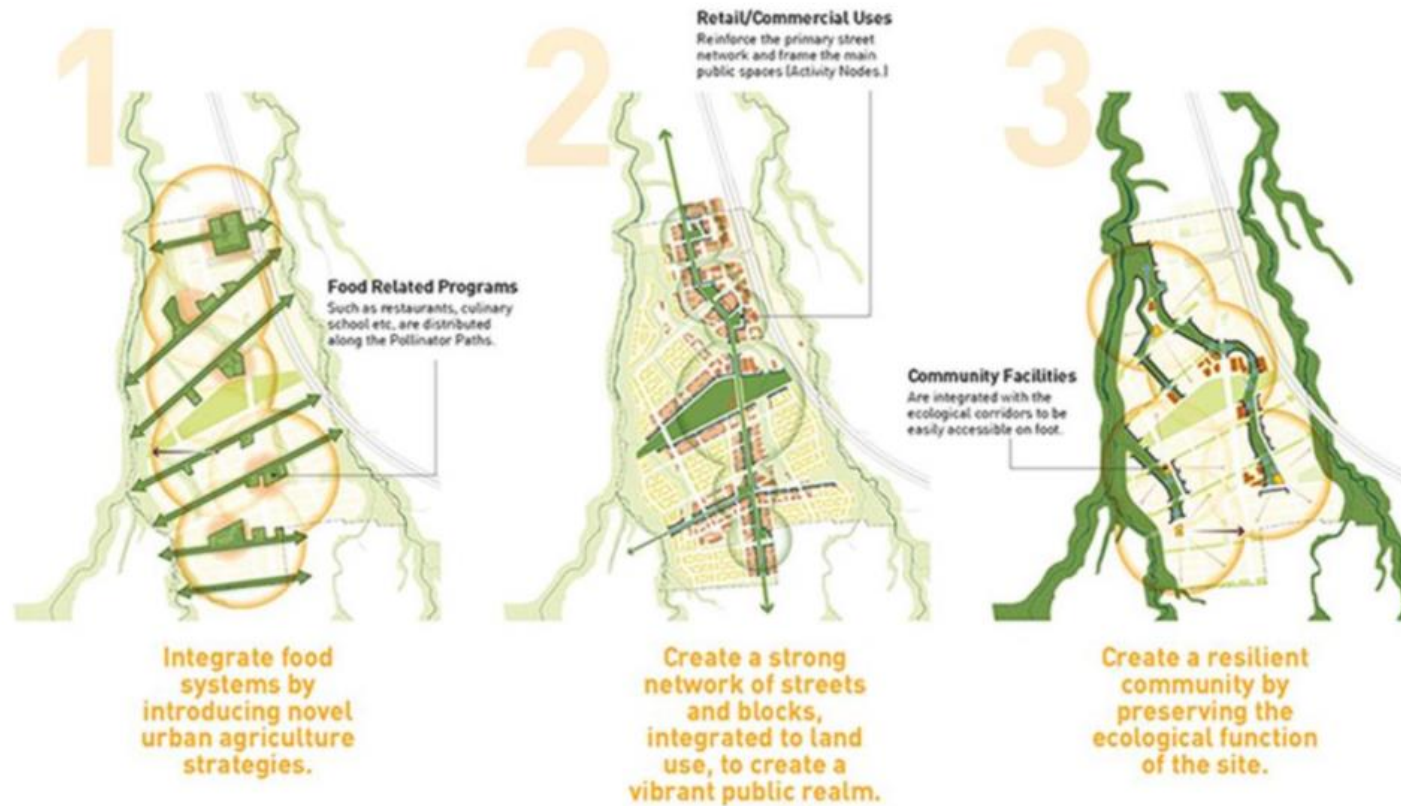 1
Food Related Programs
Such as restaurants, culinary
school etc, are distributed
along the Pollinator Paths.
Integrate food
systems by
introducing novel
urban agriculture
strategies.
2
Retail/Commercial Uses
Reinforce the primary street
network and frame the main
public spaces (Activity Nodes.)
Create a strong
network of streets
and blocks,
integrated to land
use, to create a
vibrant public realm.
3
Community Facilities
Are integrated with the
ecological corridors to be
easily accessible on foot.
Create a resilient
community by
preserving the
ecological function
of the site.